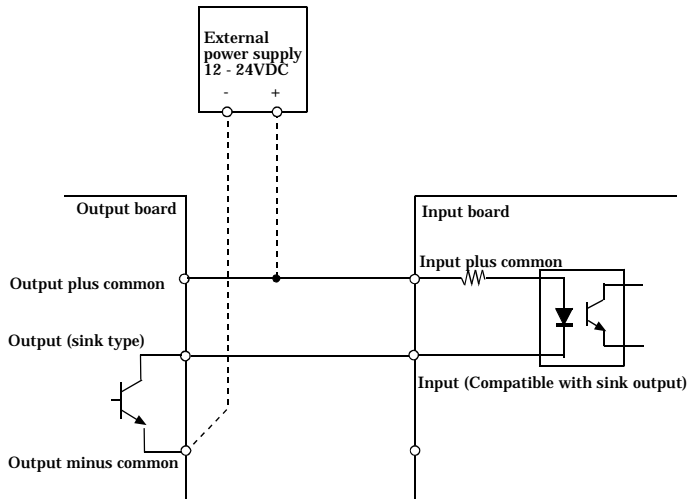 External
power supply
12 - 24VDC
- +
Output board
Input board
Input plus common
Output plus common
Output (sink type)
Input (Compatible with sink output)
Output minus common